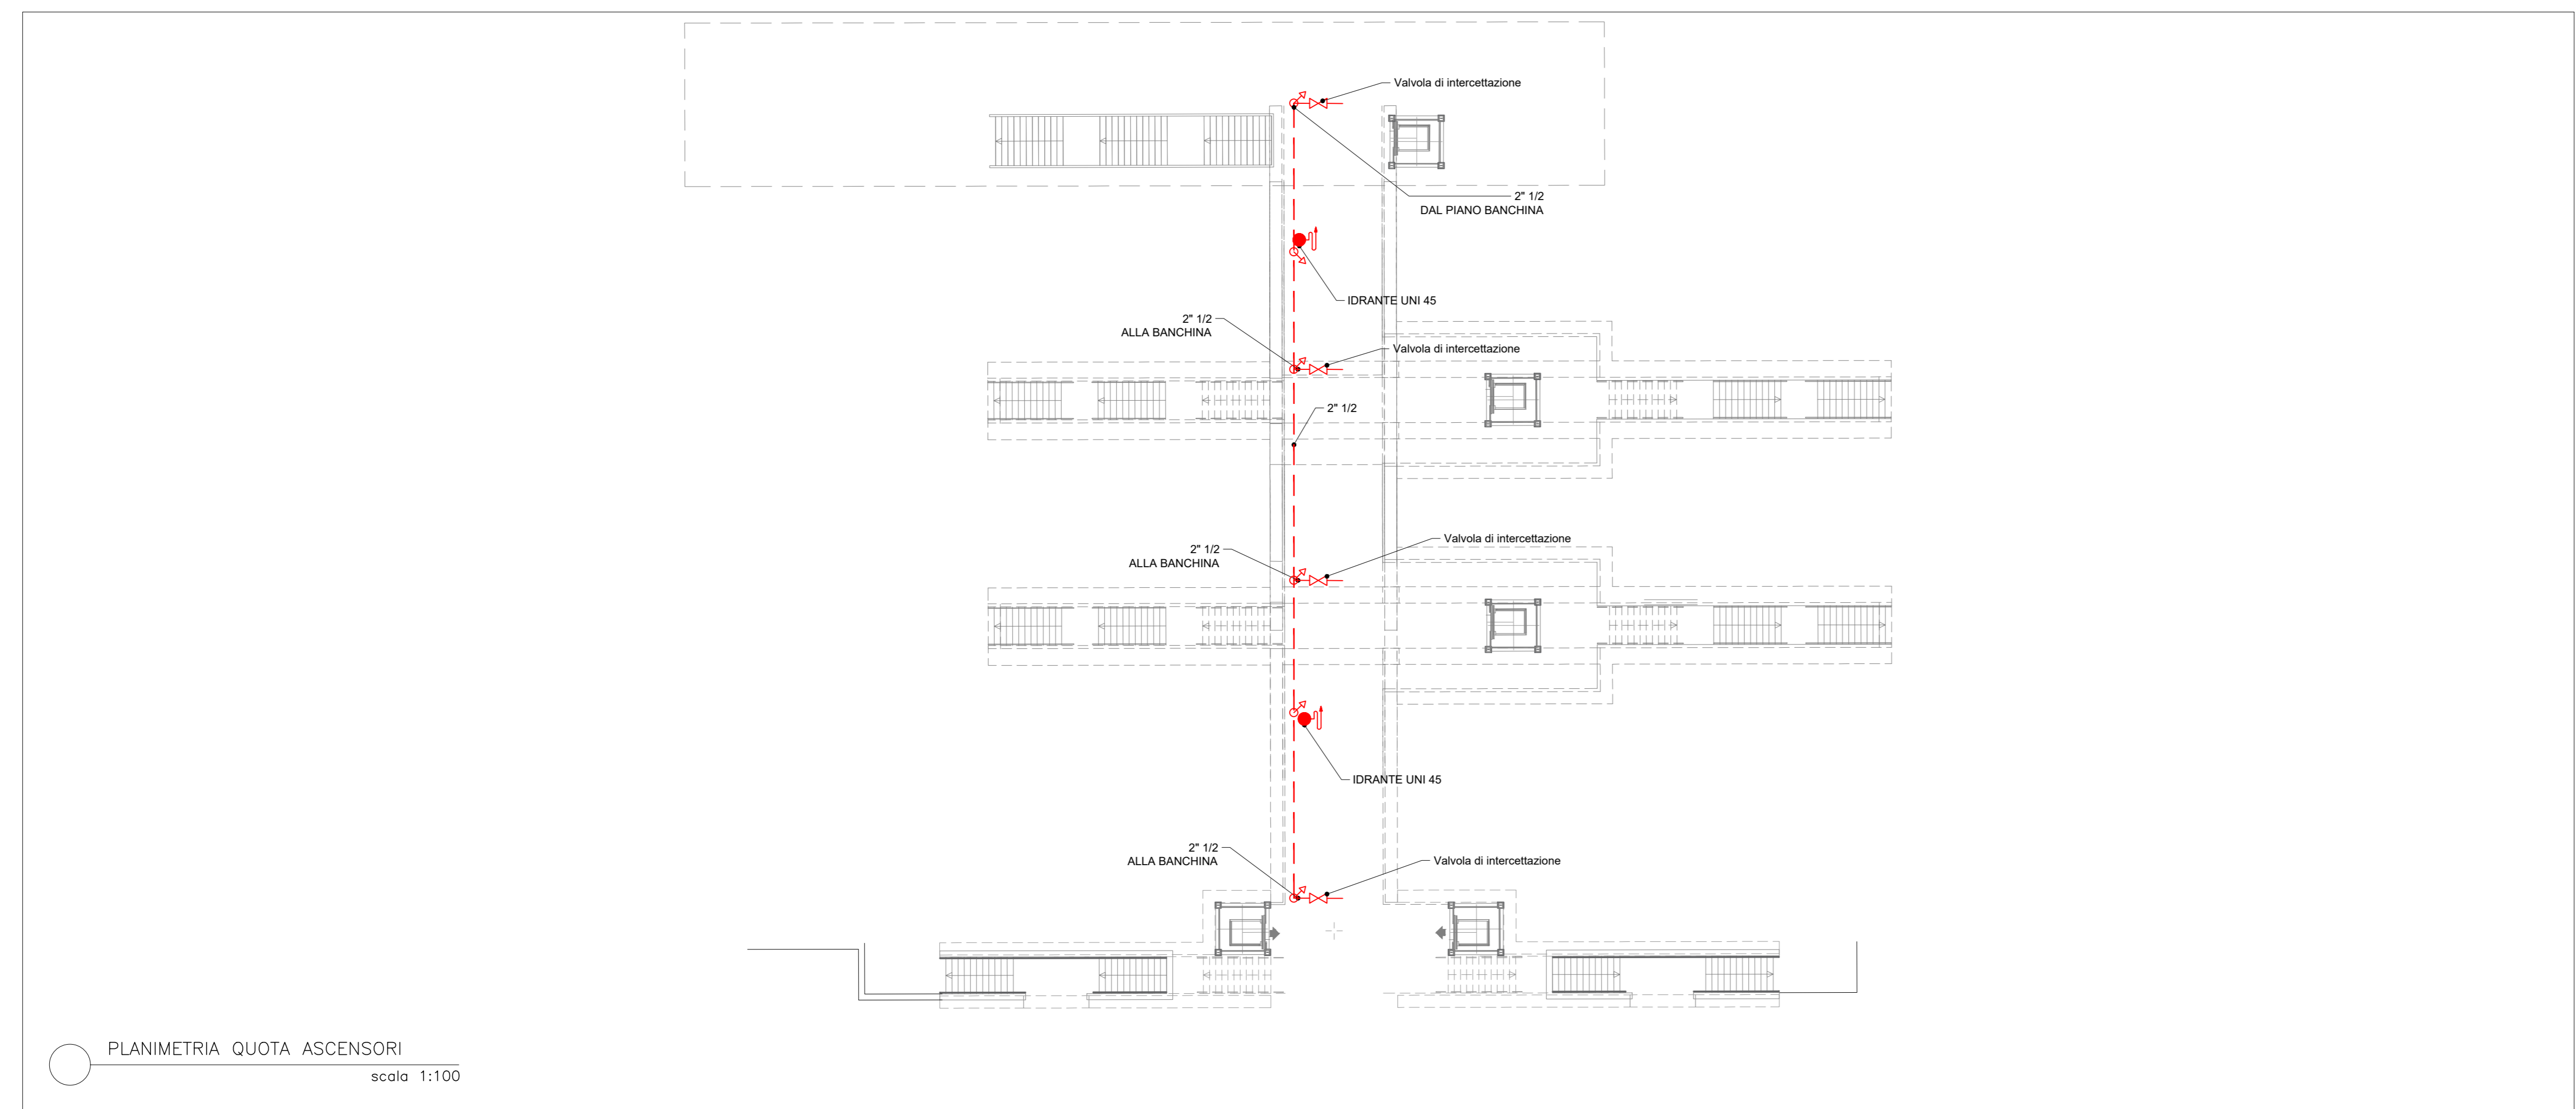 Valvola di intercettazione
2" 1/2
DAL PIANO BANCHINA
IDRANTE UNI 45
2" 1/2
ALLA BANCHINA
Valvola di intercettazione
2" 1/2
Valvola di intercettazione
2" 1/2
ALLA BANCHINA
IDRANTE UNI 45
2" 1/2
ALLA BANCHINA
Valvola di intercettazione
PLANIMETRIA QUOTA ASCENSORI
scala 1:100